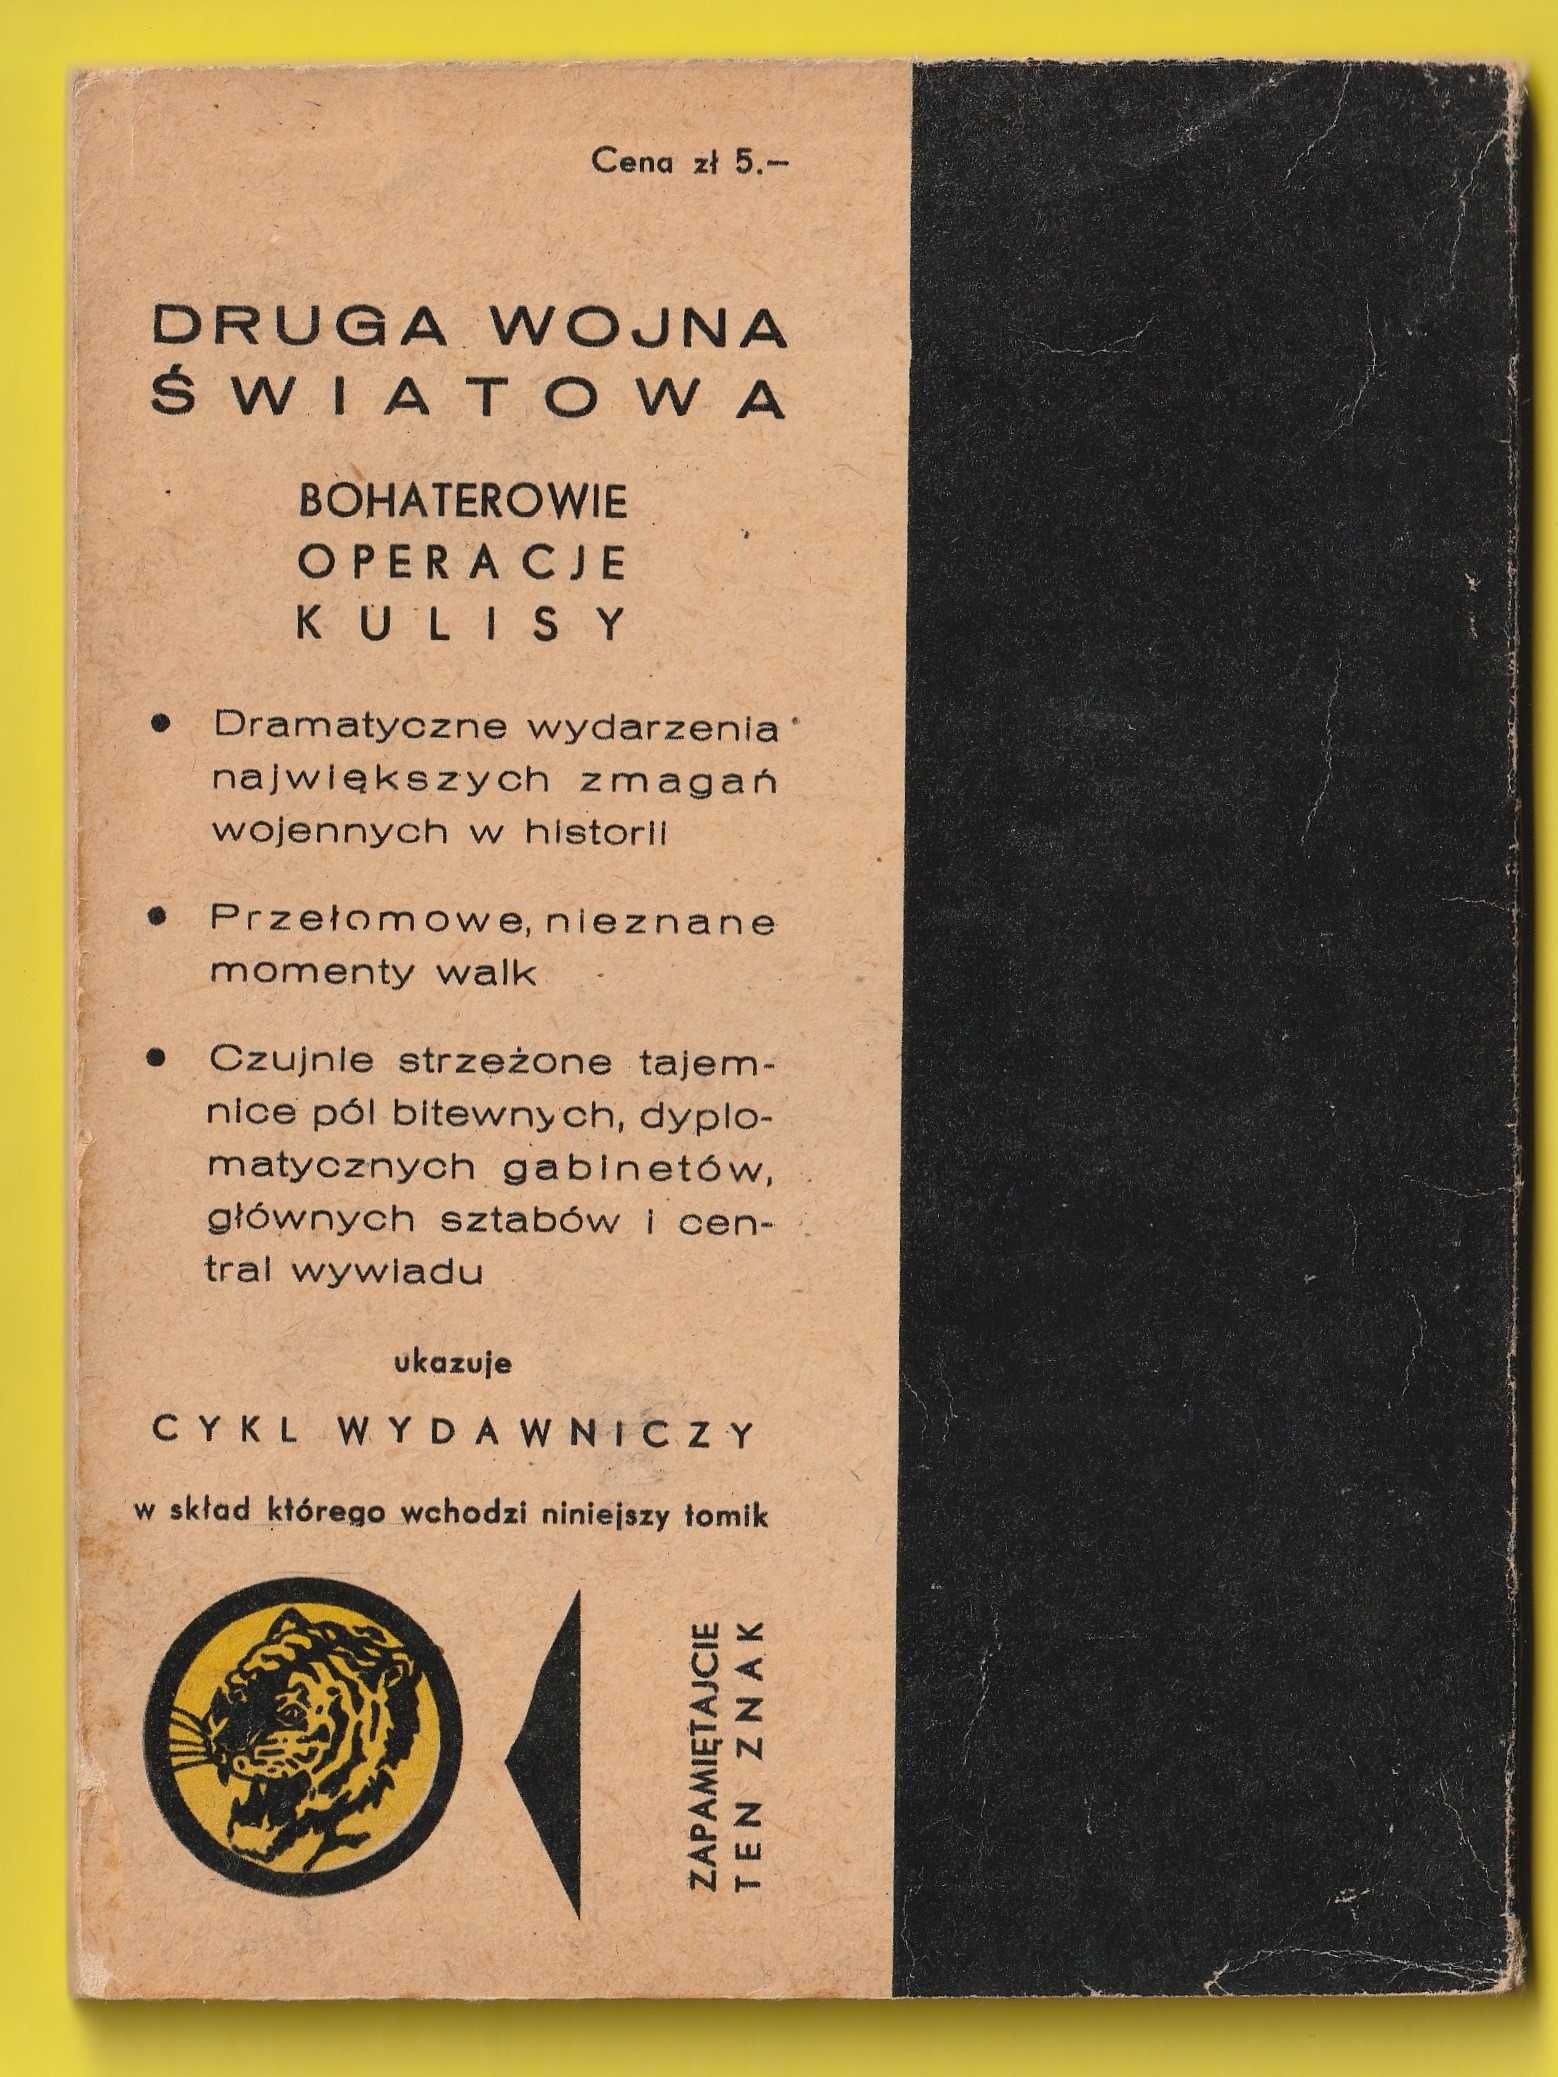 Cena zł 5.—
DRUGA WOJNA
ŚWIATOWA
BOHATEROWIE
OPERACJE
KULISY
• Dramatyczne wydarzenia
największych zmagań
wojennych w historii
• Przełomowe, nieznane
momenty walk
• Czujnie strzeżone tajem-
nice pól bitewnych, dyplo-
matycznych gabinetów,
głównych sztabów i cen-
tral wywiadu
ukazuje
CYKL WYDAWNICZY
w skład którego wchodzi niniejszy tomik
ZAPAMIĘTAJCIE
TEN ZNAK